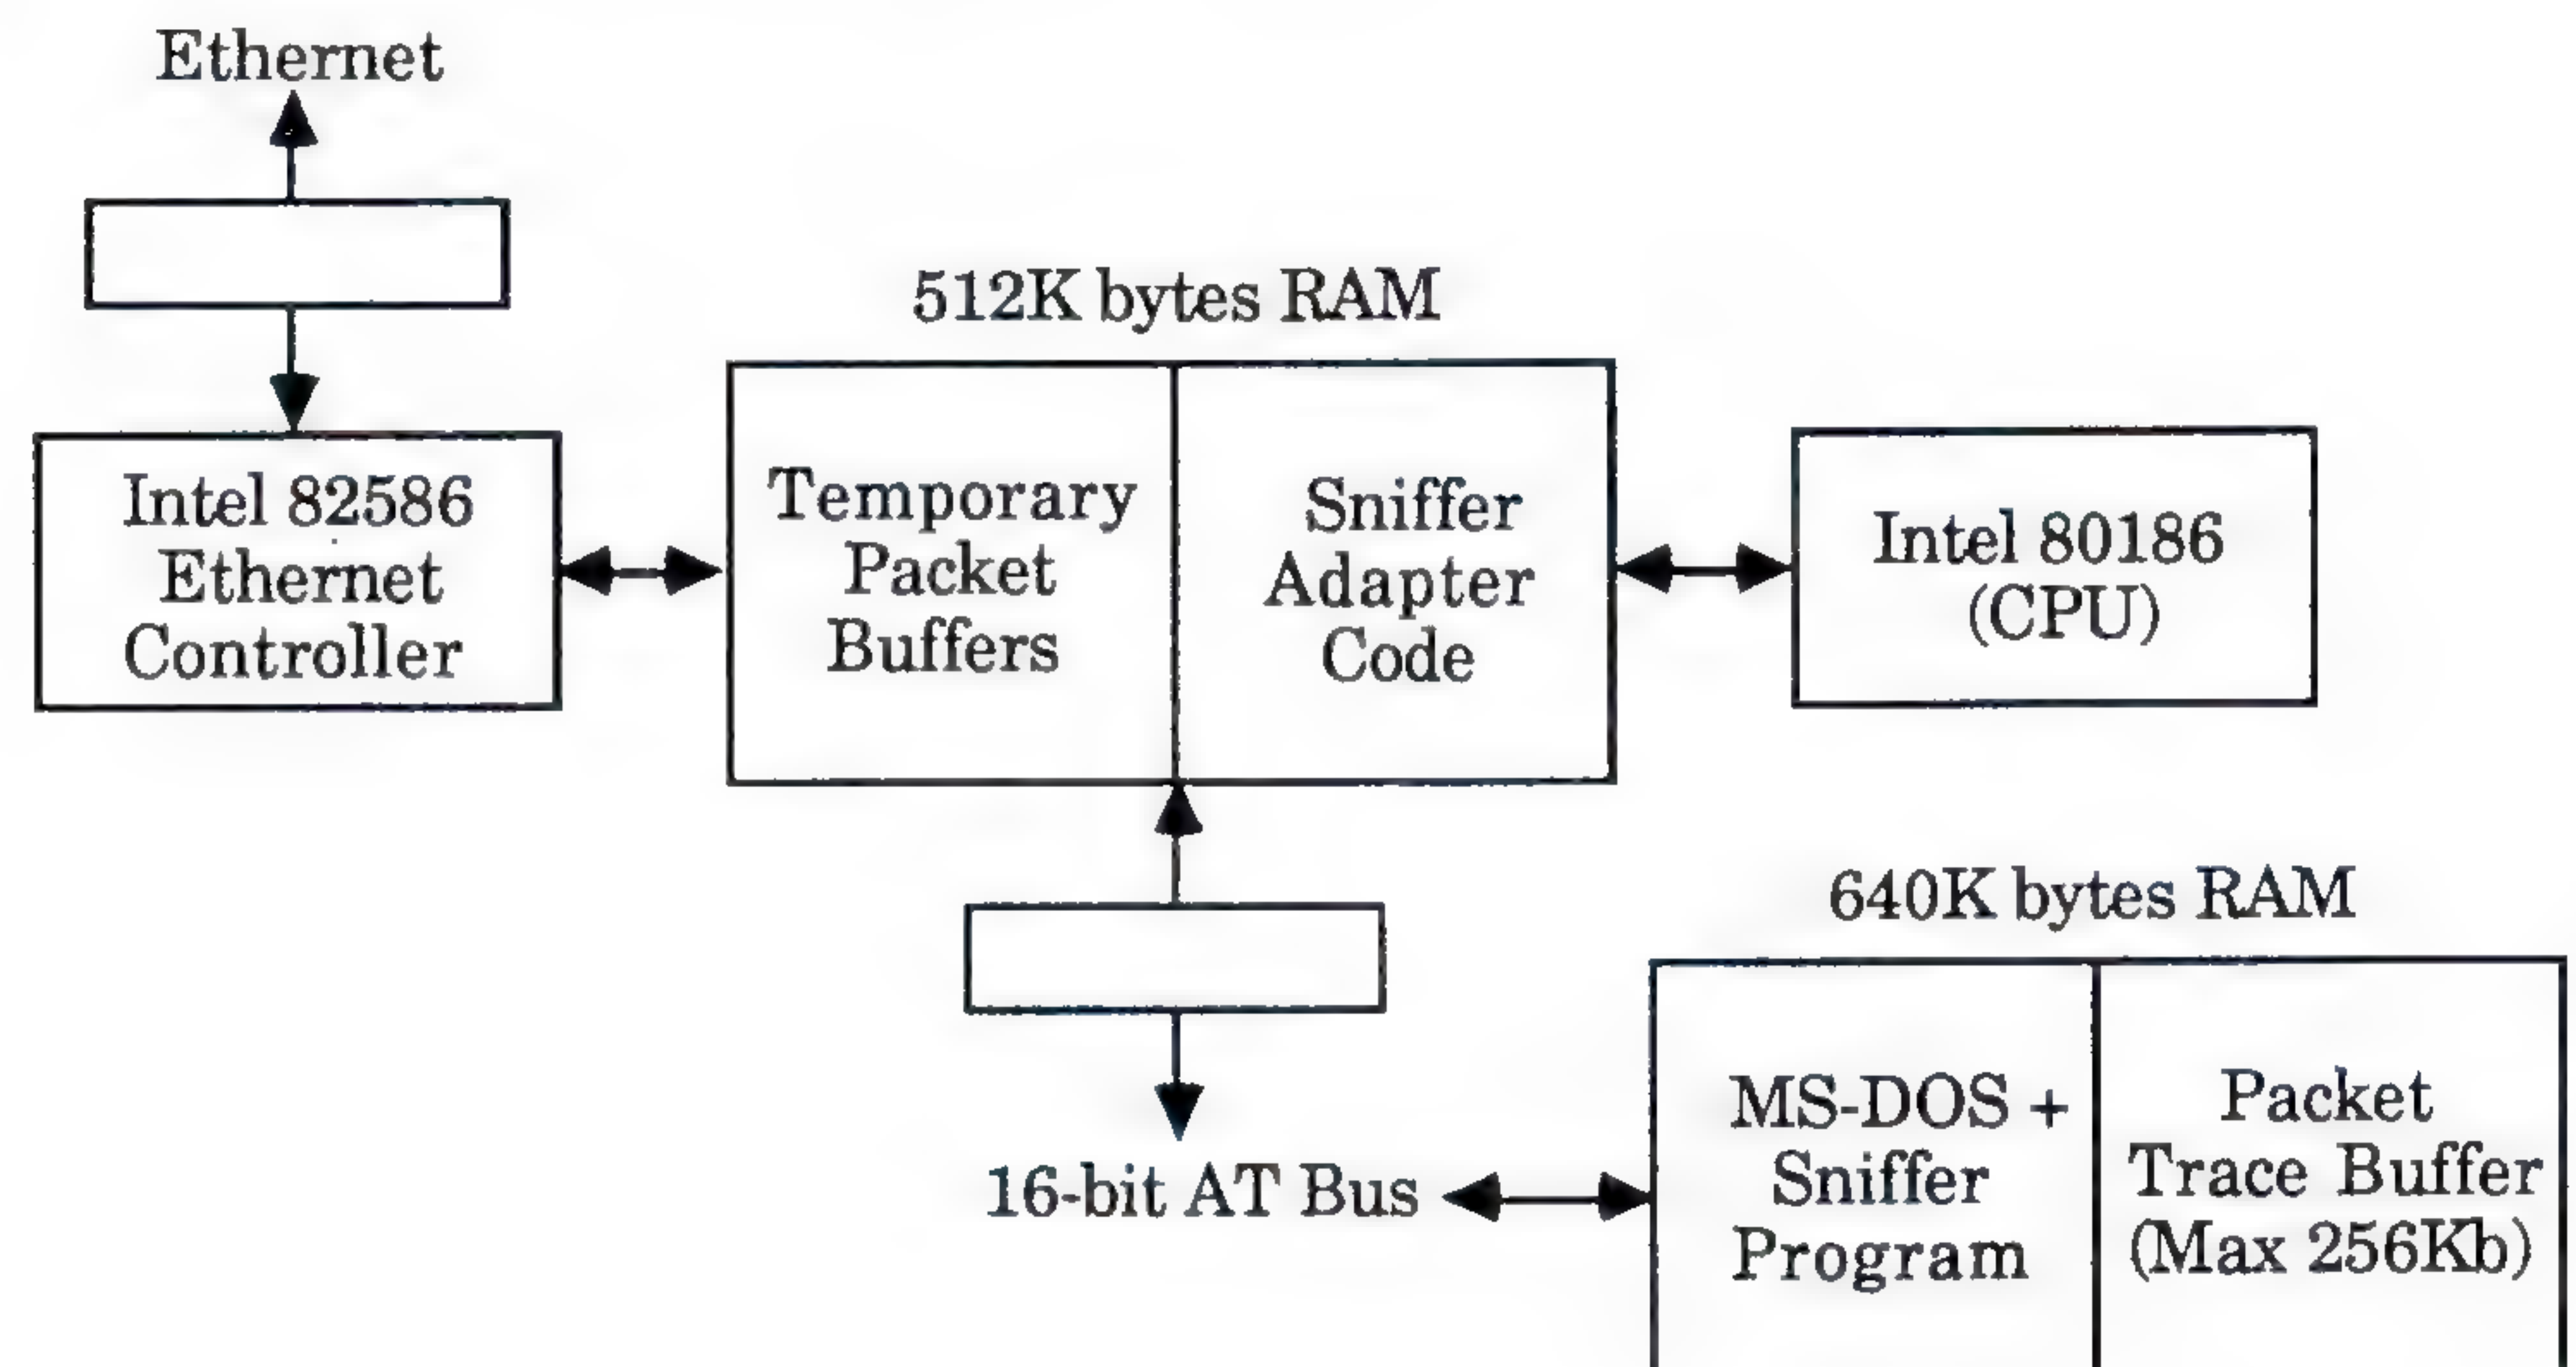 Ethernet
512K bytes RAM
Intel 82586
Ethernet
Controller
Temporary
Packet
Buffers
Sniffer
Adapter
Code
Intel 80186
(CPU)
640K bytes RAM
16-bit AT Bus
MS-DOS +
Sniffer
Program
Packet
Trace Buffer
(Max 256Kb)